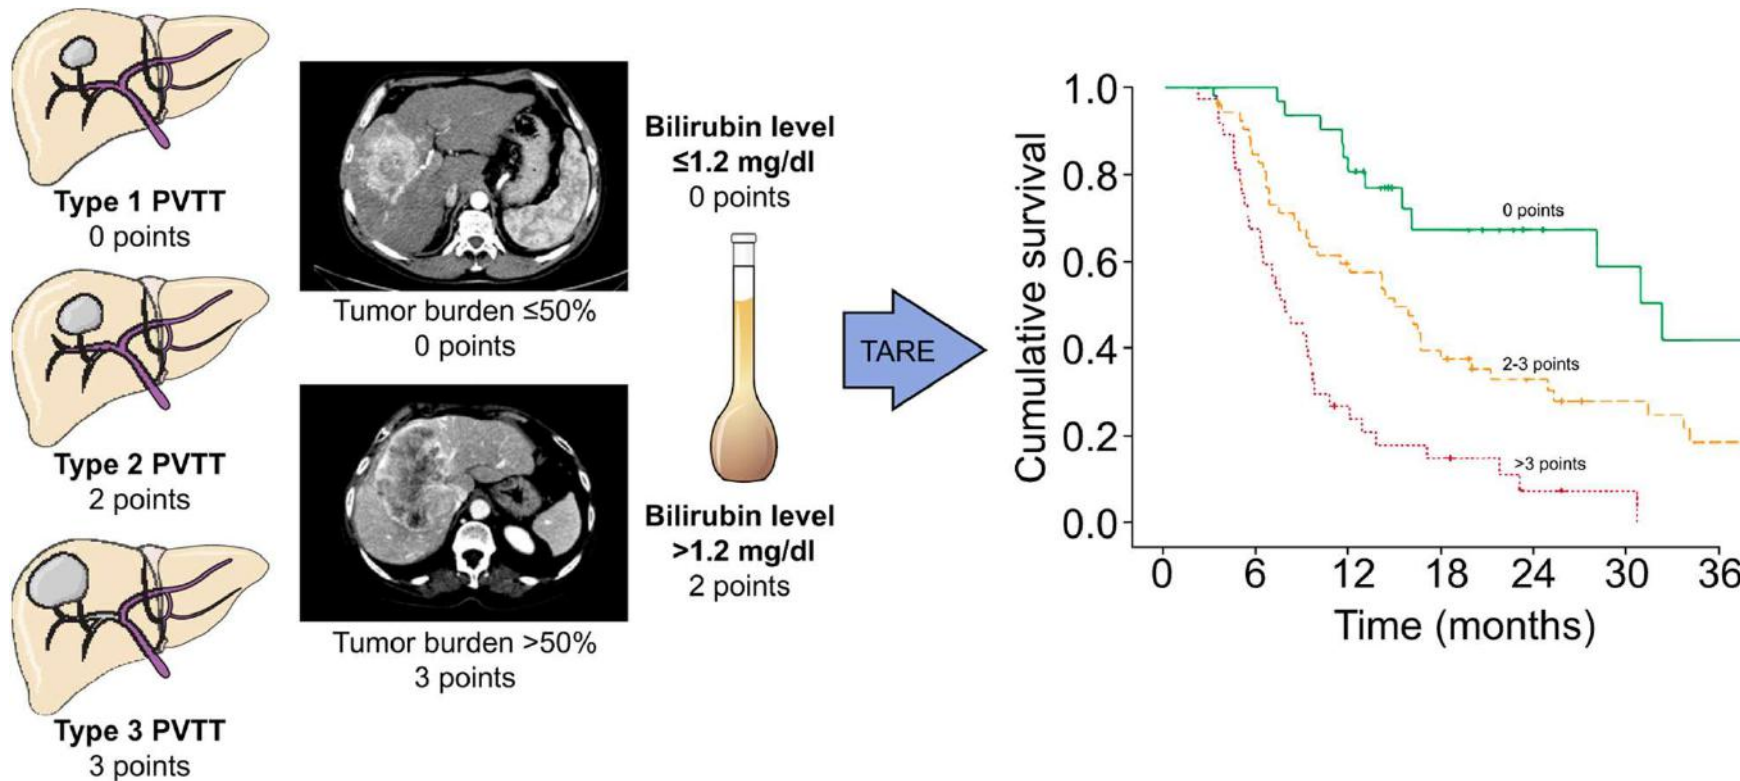 Type 1 PVTT
0 points
Type 2 PVTT
2 points
Type 3 PVTT
3 points
Tumor burden ≤50%
0 points
Tumor burden >50%
3 points
Bilirubin level
≤1.2 mg/dl
0 points
Bilirubin level
>1.2 mg/dl
2 points
TARE
Cumulative survival
1.0
0.8
0.6
0.4
0.2
0.0
0 points
2-3 points
>3 points
0 6 12 18 24 30 36
Time (months)